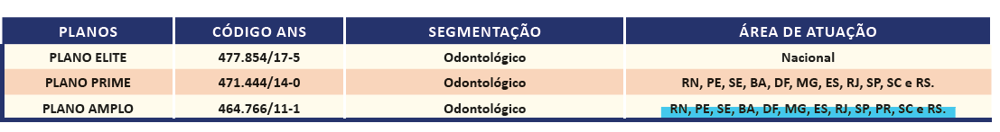 PLANOS CÓDIGO ANS SEGMENTAÇÃO ÁREA DE ATUAÇÃO
PLANO ELITE 477.854/17-5 Odontológico Nacional
PLANO PRIME 471.444/14-0 Odontológico RN, PE, SE, BA, DF, MG, ES, RJ, SP, SC e RS.
PLANO AMPLO 464.766/11-1 Odontológico RN, PE, SE, BA, DF, MG, ES, RJ, SP, PR, SC e RS.